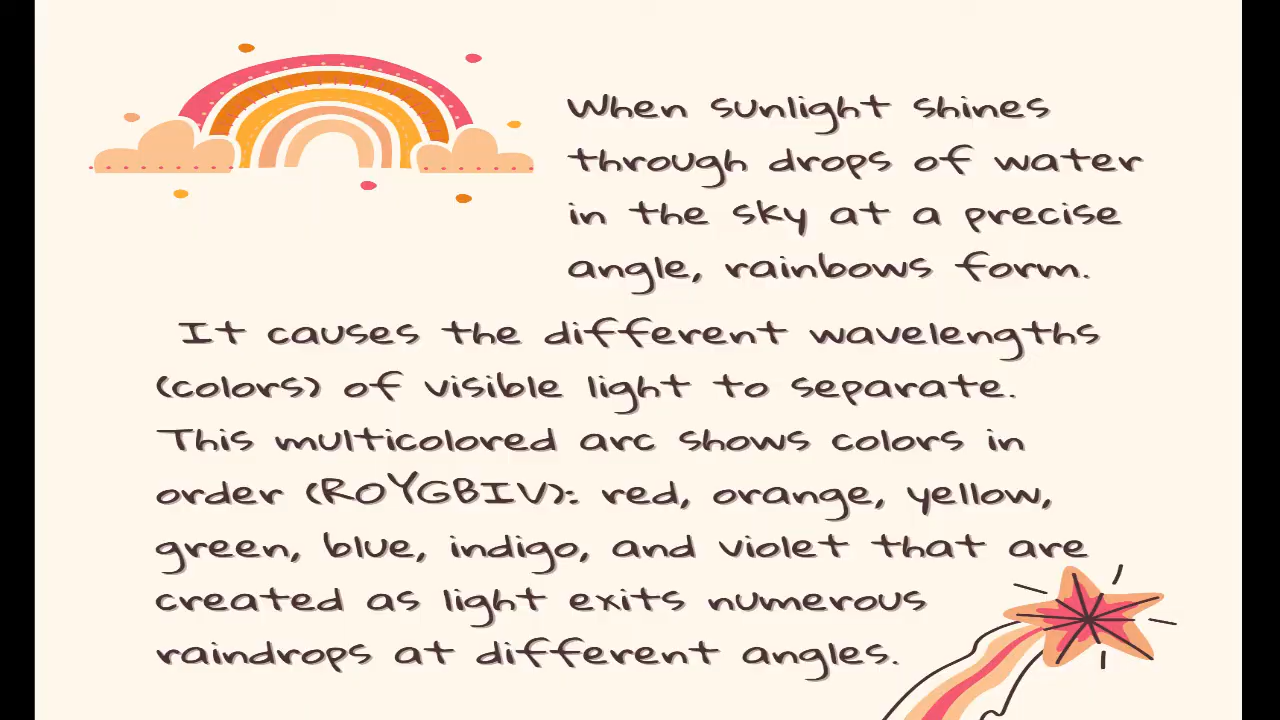 When sunlight shines
through drops of water
in the sky at a precise
angle, rainbows form.
It causes the different wavelengths
(colors) of visible light to separate.
This multicolored arc shows colors in
order (ROYGBIV): red, orange, yellow,
green, blue, indigo, and violet that are
created as light exits numerous
raindrops at different angles.